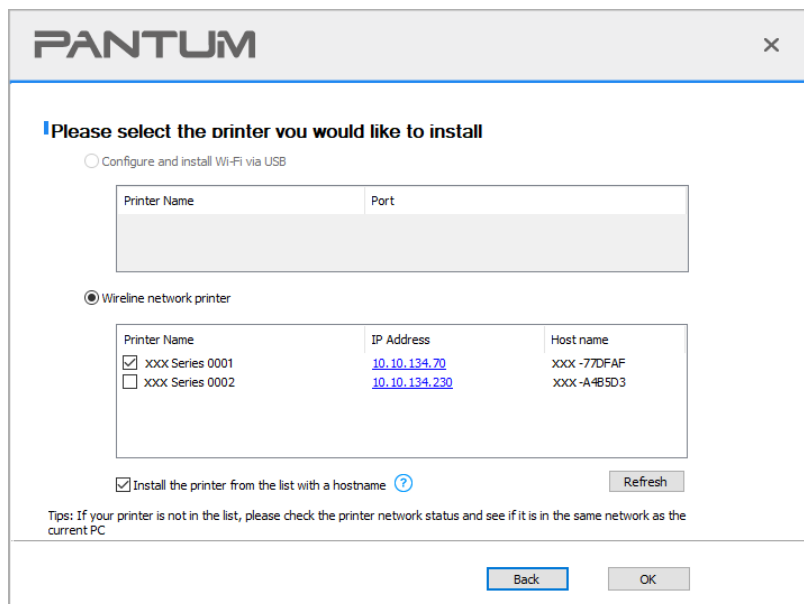 PANTUM
Please select the printer you would like to install
Configure and install Wi-Fi via USB
Printer Name Port
Wireline network printer
Printer Name IP Address Host name
XXX Series 0001 10.10.134.70 XXX -77DFAF
XXX Series 0002 10.10.134.230 XXX -A4B5D3
Install the printer from the list with a hostname ?
Refresh
Tips: If your printer is not in the list, please check the printer network status and see if it is in the same network as the
current PC
Back OK